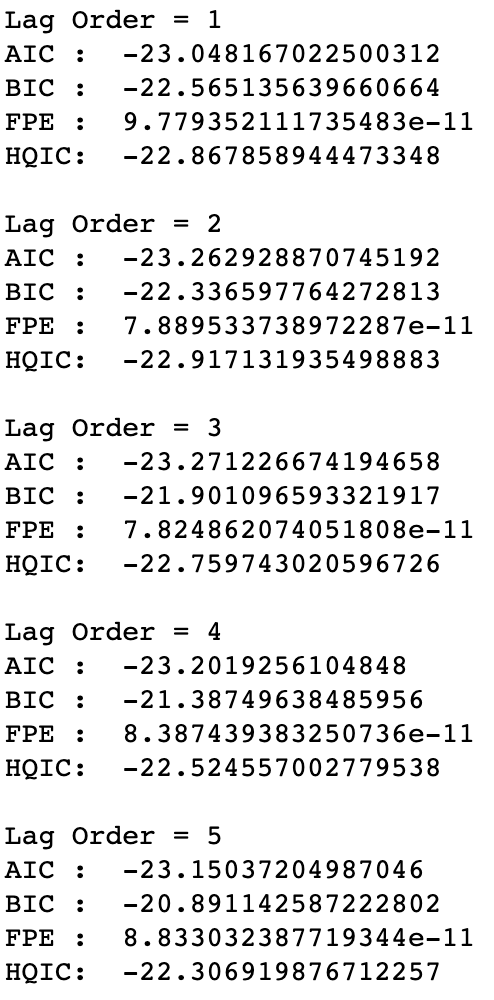 Lag Order = 1
AIC :  -23.048167022500312
BIC :  -22.565135639660664
FPE :  9.779352111735483e-11
HQIC:  -22.867858944473348

Lag Order = 2
AIC :  -23.262928870745192
BIC :  -22.336597764272813
FPE :  7.889533738972287e-11
HQIC:  -22.917131935498883

Lag Order = 3
AIC :  -23.271226674194658
BIC :  -21.901096593321917
FPE :  7.824862074051808e-11
HQIC:  -22.759743020596726

Lag Order = 4
AIC :  -23.2019256104848
BIC :  -21.38749638485956
FPE :  8.387439383250736e-11
HQIC:  -22.524557002779538

Lag Order = 5
AIC :  -23.15037204987046
BIC :  -20.891142587222802
FPE :  8.833032387719344e-11
HQIC:  -22.306919876712257